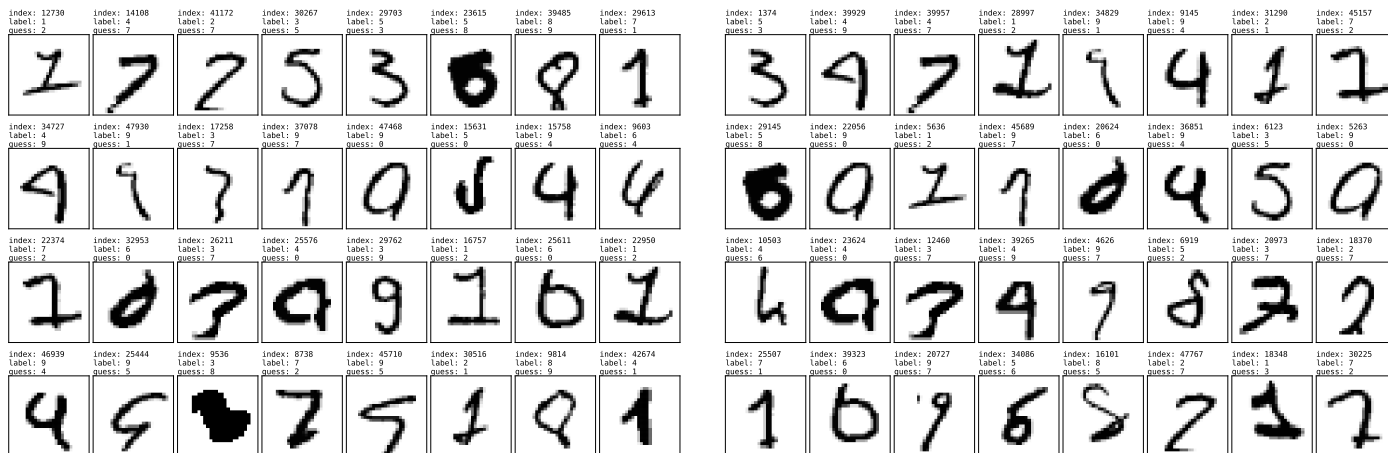 index: 12730 index: 14108 index: 41172 index: 30267 index: 29703 index: 23615 index: 39485 index: 29613
label: 1 label: 4 label: 2 label: 3 label: 5 label: 5 label: 8 label: 7
guess: 2 guess: 7 guess: 7 guess: 5 guess: 3 guess: 8 guess: 9 guess: 1
index: 34727 index: 47930 index: 17258 index: 37078 index: 47468 index: 15631 index: 15758 index: 9603
label: 4 label: 9 label: 3 label: 9 label: 9 label: 5 label: 9 label: 6
guess: 9 guess: 1 guess: 7 guess: 7 guess: 0 guess: 0 guess: 4 guess: 4
index: 22374 index: 32953 index: 26211 index: 25576 index: 29762 index: 16757 index: 25611 index: 22950
label: 7 label: 6 label: 3 label: 4 label: 3 label: 1 label: 6 label: 1
guess: 2 guess: 0 guess: 7 guess: 0 guess: 9 guess: 2 guess: 0 guess: 2
index: 46939 index: 25444 index: 9536 index: 8738 index: 45710 index: 30516 index: 9814 index: 42674
label: 9 label: 9 label: 3 label: 7 label: 9 label: 2 label: 8 label: 4
guess: 4 guess: 5 guess: 8 guess: 2 guess: 5 guess: 1 guess: 9 guess: 1
index: 1374 index: 39929 index: 39957 index: 28997 index: 34829 index: 9145 index: 31290 index: 45157
label: 5 label: 4 label: 4 label: 1 label: 9 label: 9 label: 2 label: 7
guess: 3 guess: 9 guess: 7 guess: 2 guess: 1 guess: 4 guess: 1 guess: 2
index: 29145 index: 22056 index: 5636 index: 45689 index: 20624 index: 36851 index: 6123 index: 5263
label: 5 label: 9 label: 1 label: 9 label: 6 label: 9 label: 3 label: 9
guess: 8 guess: 0 guess: 2 guess: 7 guess: 0 guess: 4 guess: 5 guess: 0
index: 10503 index: 23624 index: 12460 index: 39265 index: 4626 index: 6919 index: 20973 index: 18370
label: 4 label: 4 label: 3 label: 4 label: 9 label: 5 label: 3 label: 2
guess: 6 guess: 0 guess: 7 guess: 9 guess: 7 guess: 2 guess: 7 guess: 7
index: 25507 index: 39323 index: 20727 index: 34086 index: 16101 index: 47767 index: 18348 index: 30225
label: 7 label: 6 label: 9 label: 5 label: 8 label: 2 label: 1 label: 7
guess: 1 guess: 0 guess: 7 guess: 6 guess: 5 guess: 7 guess: 3 guess: 2